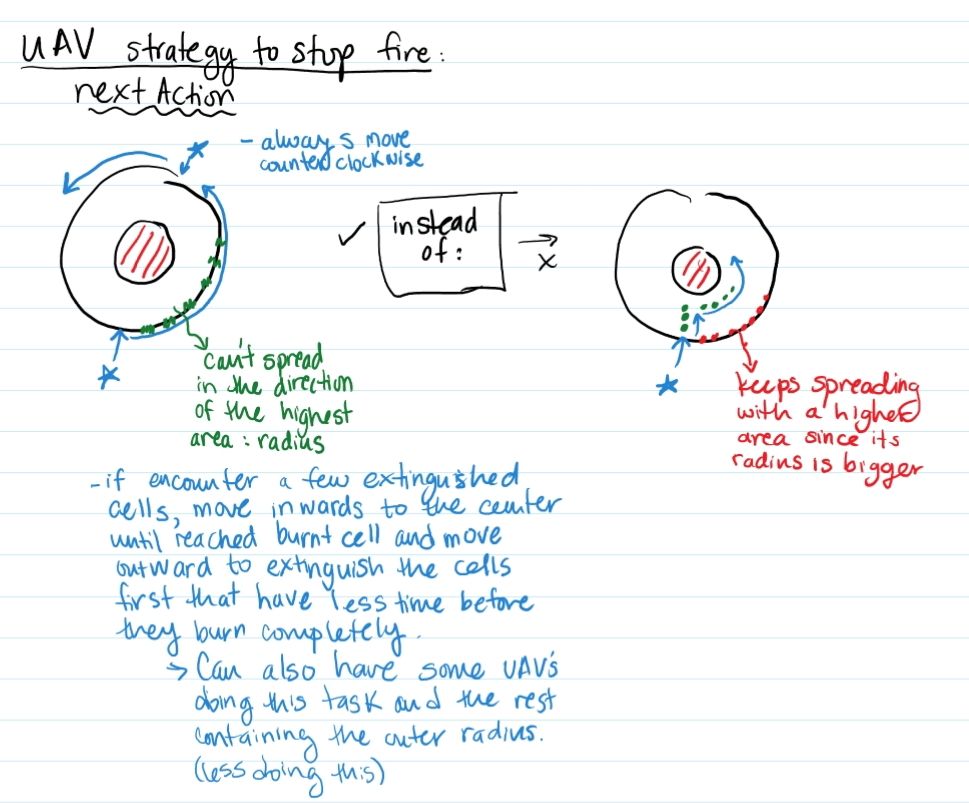 UAV strategy to stop fire:
next Action
- always move
counterclockwise
✓
instead
of:
x
can't spread
in the direction
of the highest
area: radius
keeps spreading
with a higher
area since its
radius is bigger
- if encounter a few extinguished
cells, move inwards to the center
until reached burnt cell and move
outward to extinguish the cells
first that have less time before
they burn completely.
→ Can also have some UAV's
doing this task and the rest
containing the outer radius.
(less doing this)